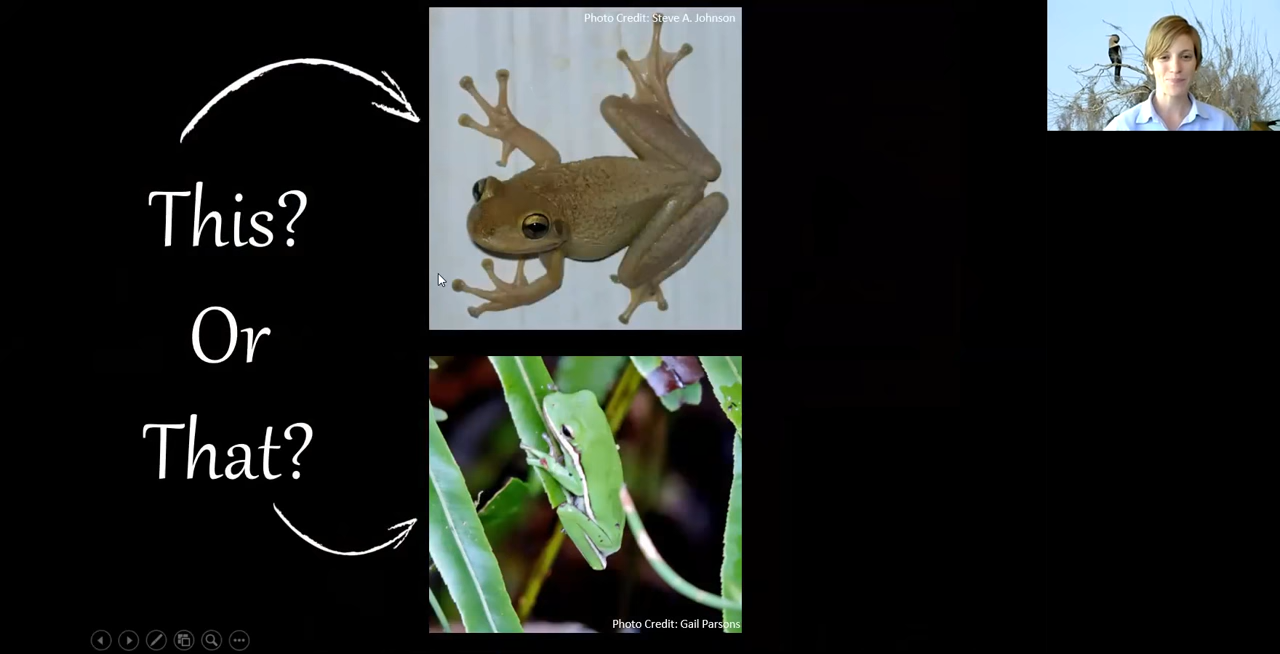 Photo Credit: Steve A. Johnson
This?
Or
That?
Photo Credit: Gail Parsons